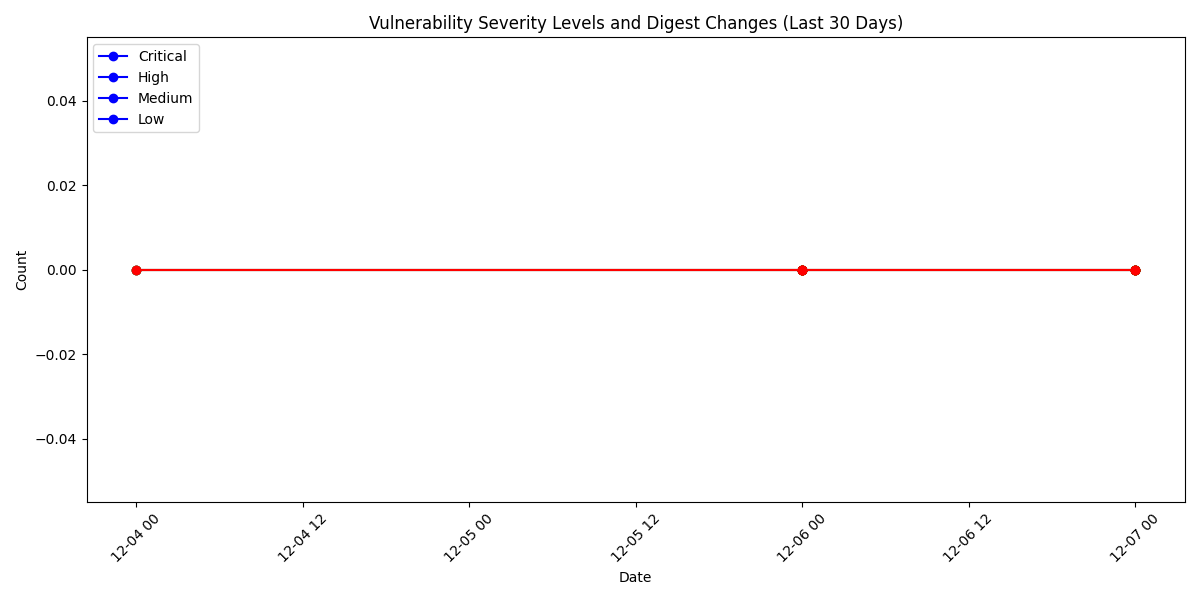 Vulnerability Severity Levels and Digest Changes (Last 30 Days)
Critical
High
Medium
Low
Count
0.04
0.02
0.00
−0.02
−0.04
12-04 00
12-04 12
12-05 00
12-05 12
12-06 00
12-06 12
12-07 00
Date